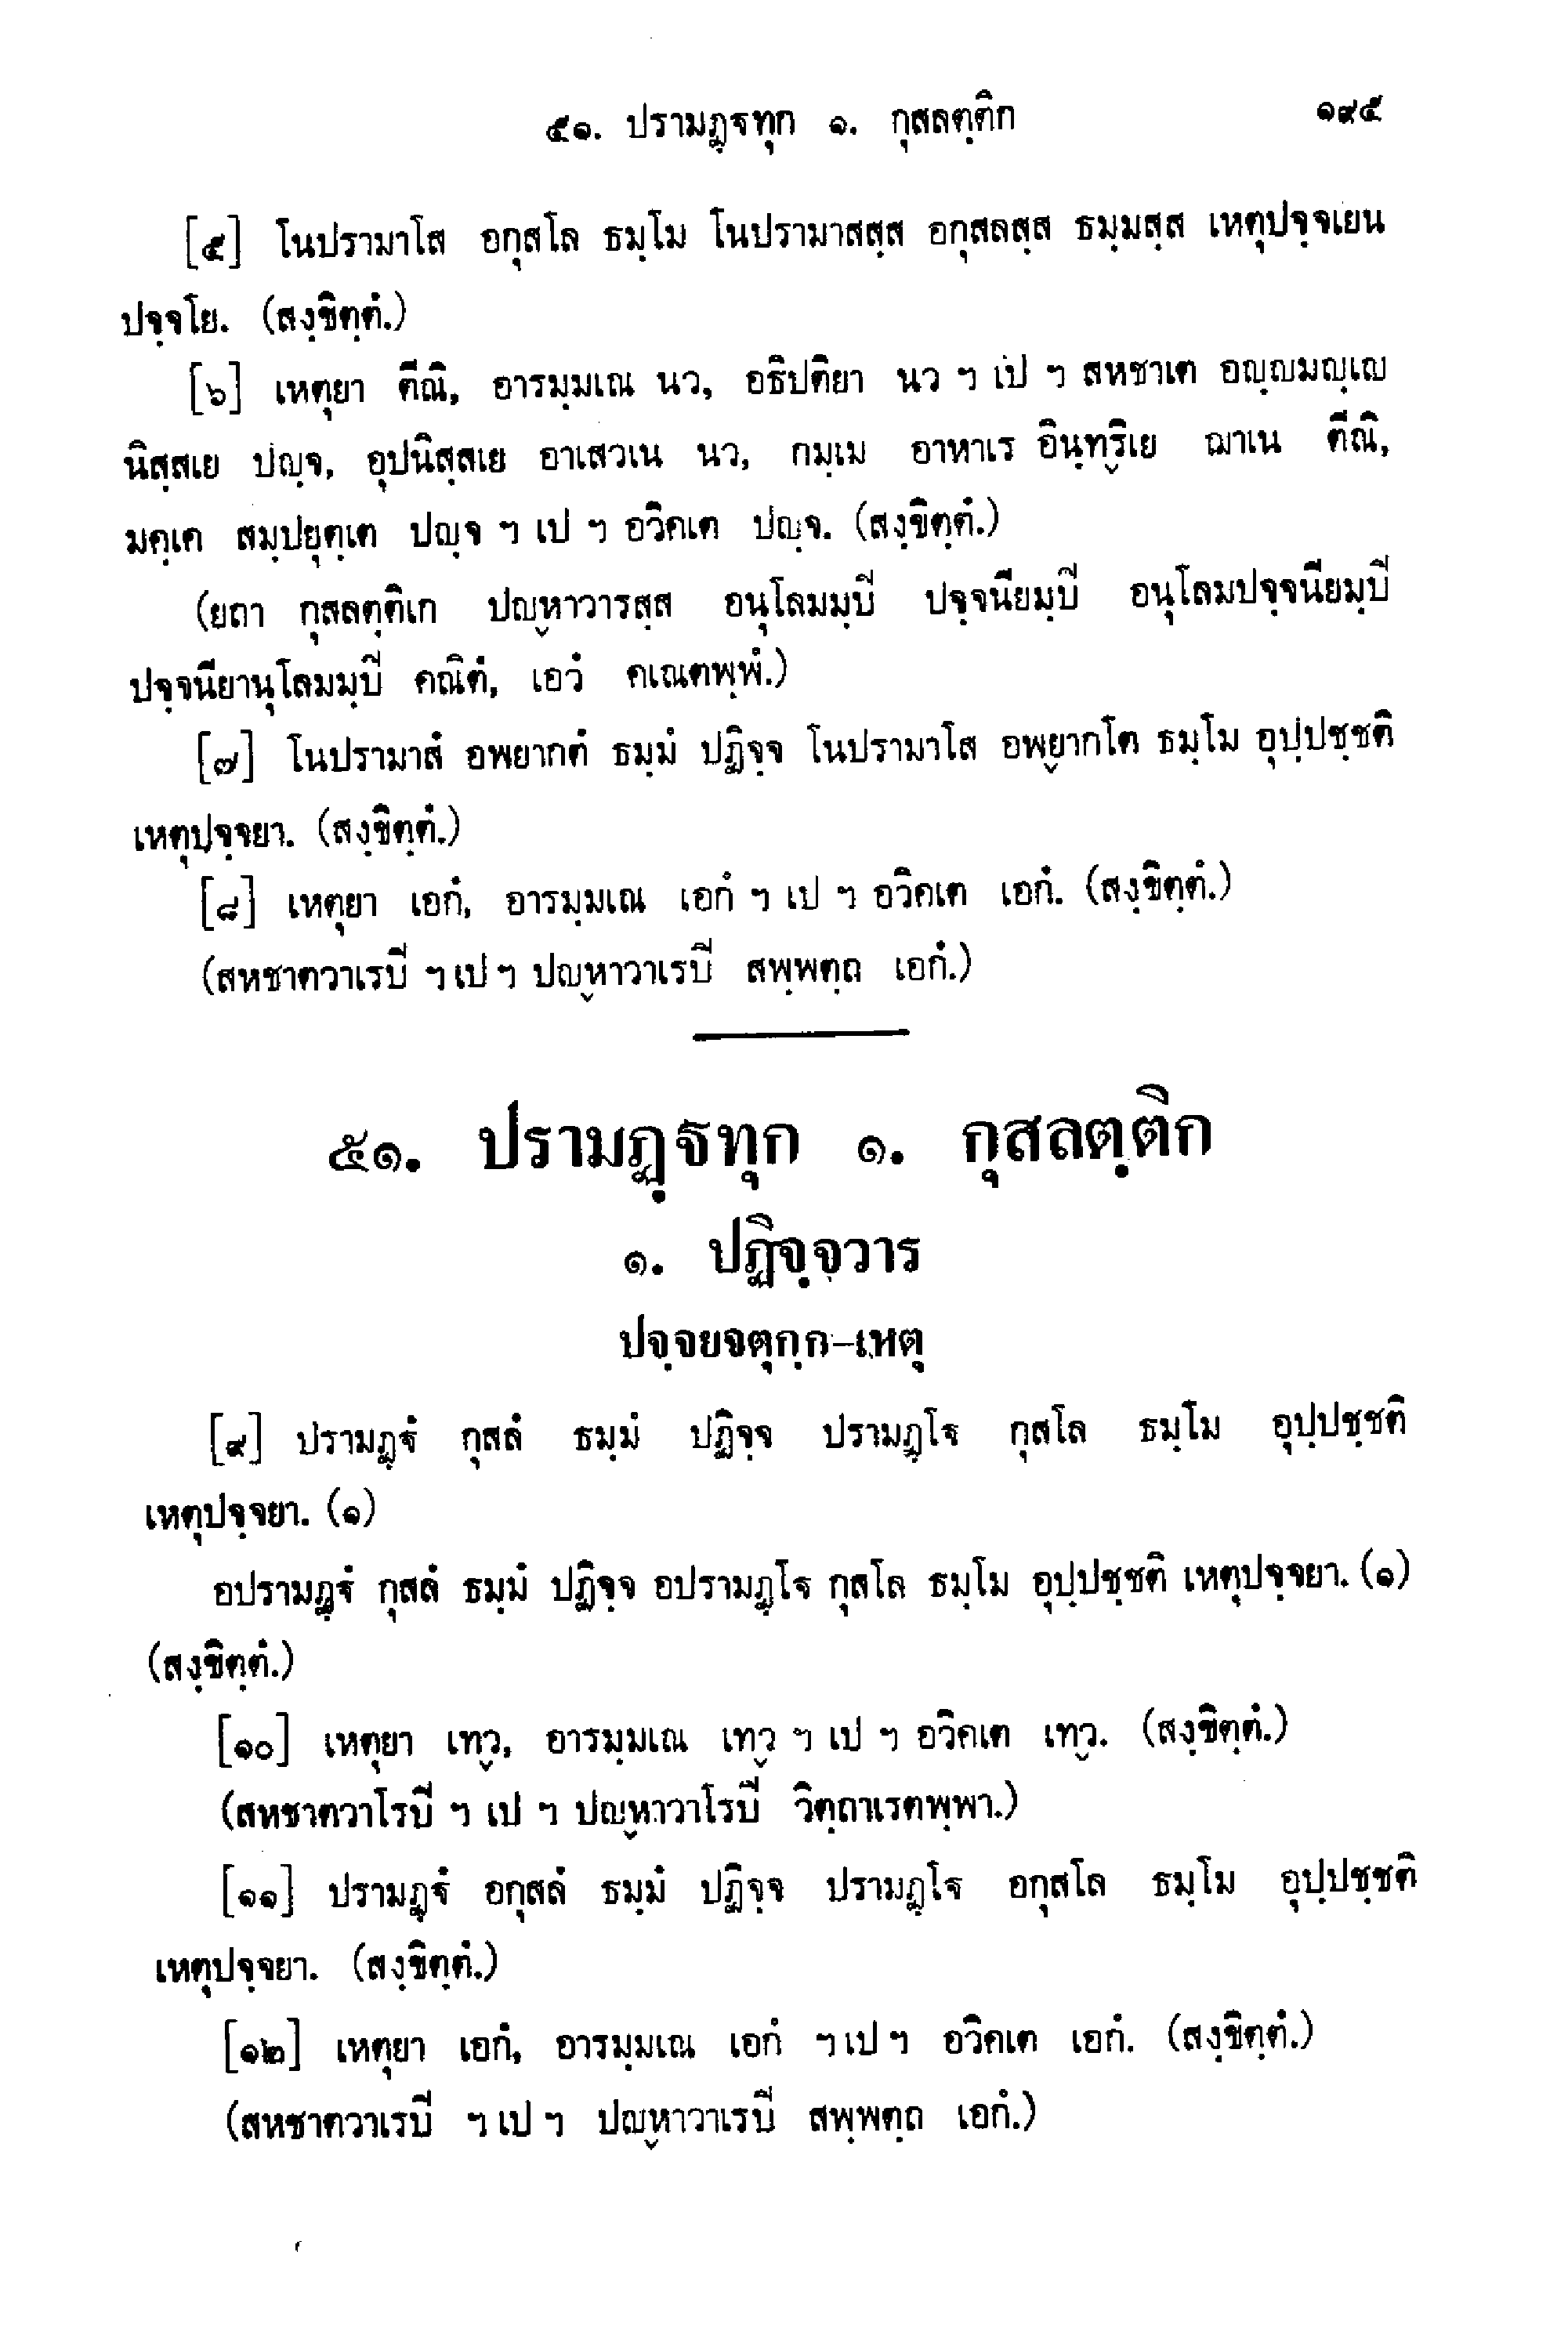 ๕๑. ปรามฏฺฐทุก ๑. กุสลตฺติก ๑๙๕
[๕] โนปรามาโส อกุสโล ธมฺโม โนปรามาสสฺส อกุสลสฺส ธมฺมสฺส เหตุปจฺจเยน
ปจฺจโย. (สงฺขิตฺตํ.)
[๖] เหตุยา ตีณิ, อารมฺมเณ นว, อธิปติยา นว ฯ เป ฯ สหชาเต อญฺญมญฺเญ
นิสฺสเย ปญฺจ, อุปนิสฺสเย อาเสวเน นว, กมฺเม อาหาเร อินฺทฺริเย ฌาเน ตีณิ,
มคฺเค สมฺปยุตฺเต ปญฺจ ฯ เป ฯ อวิคเต ปญฺจ. (สงฺขิตฺตํ.)
(ยถา กุสลตฺติเก ปญฺหาวารสฺส อนุโลมมฺปิ ปจฺจนียมฺปิ อนุโลมปจฺจนียมฺปิ
ปจฺจนียานุโลมมฺปิ คณิตํ, เอวํ คเณตพฺพํ.)
[๗] โนปรามาสํ อพยากตํ ธมฺมํ ปฏิจฺจ โนปรามาโส อพฺยากโต ธมฺโม อุปฺปชฺชติ
เหตุปจฺจยา. (สงฺขิตฺตํ.)
[๘] เหตุยา เอกํ, อารมฺมเณ เอกํ ฯ เป ฯ อวิคเต เอกํ. (สงฺขิตฺตํ.)
(สหชาตวาเรปิ ฯ เป ฯ ปญฺหาวาเรปิ สพฺพตฺถ เอกํ.)
๕๑. ปรามฏฺฐทุก ๑. กุสลตฺติก
๑. ปฏิจฺจวาร
ปจฺจยจตุกฺก–เหตุ
[๙] ปรามฏฺฐํ กุสลํ ธมฺมํ ปฏิจฺจ ปรามฏฺโฐ กุสโล ธมฺโม อุปฺปชฺชติ
เหตุปจฺจยา. (๑)
อปรามฏฺฐํ กุสลํ ธมฺมํ ปฏิจฺจ อปรามฏฺโฐ กุสโล ธมฺโม อุปฺปชฺชติ เหตุปจฺจยา. (๑)
(สงฺขิตฺตํ.)
[๑๐] เหตุยา เทฺว, อารมฺมเณ เทฺว ฯ เป ฯ อวิคเต เทฺว. (สงฺขิตฺตํ.)
(สหชาตวาโรปิ ฯ เป ฯ ปญฺหาวาโรปิ วิตฺถาเรตพฺพา.)
[๑๑] ปรามฏฺฐํ อกุสลํ ธมฺมํ ปฏิจฺจ ปรามฏฺโฐ อกุสโล ธมฺโม อุปฺปชฺชติ
เหตุปจฺจยา. (สงฺขิตฺตํ.)
[๑๒] เหตุยา เอกํ, อารมฺมเณ เอกํ ฯ เป ฯ อวิคเต เอกํ. (สงฺขิตฺตํ.)
(สหชาตวาเรปิ ฯ เป ฯ ปญฺหาวาเรปิ สพฺพตฺถ เอกํ.)